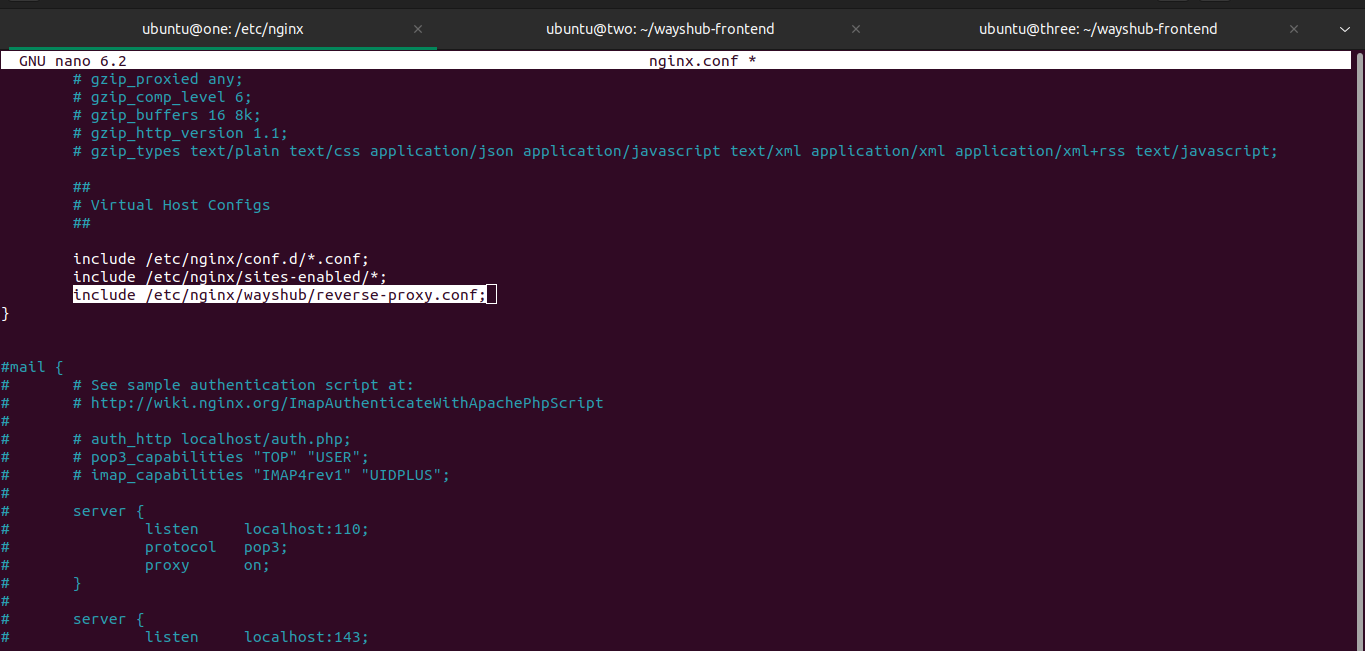 ubuntu@one: /etc/nginx
ubuntu@two: ~/wayshub-frontend
ubuntu@three: ~/wayshub-frontend
GNU nano 6.2 nginx.conf *
# gzip_proxied any;
# gzip_comp_level 6;
# gzip_buffers 16 8k;
# gzip_http_version 1.1;
# gzip_types text/plain text/css application/json application/javascript text/xml application/xml application/xml+rss text/javascript;
##
# Virtual Host Configs
##
include /etc/nginx/conf.d/*.conf;
include /etc/nginx/sites-enabled/*;
include /etc/nginx/wayshub/reverse-proxy.conf;
}
#mail {
#       # See sample authentication script at:
#       # http://wiki.nginx.org/ImapAuthenticateWithApachePhpScript
#
#       # auth_http localhost/auth.php;
#       # pop3_capabilities "TOP" "USER";
#       # imap_capabilities "IMAP4rev1" "UIDPLUS";
#
#       server {
#               listen     localhost:110;
#               protocol   pop3;
#               proxy      on;
#       }
#
#       server {
#               listen     localhost:143;